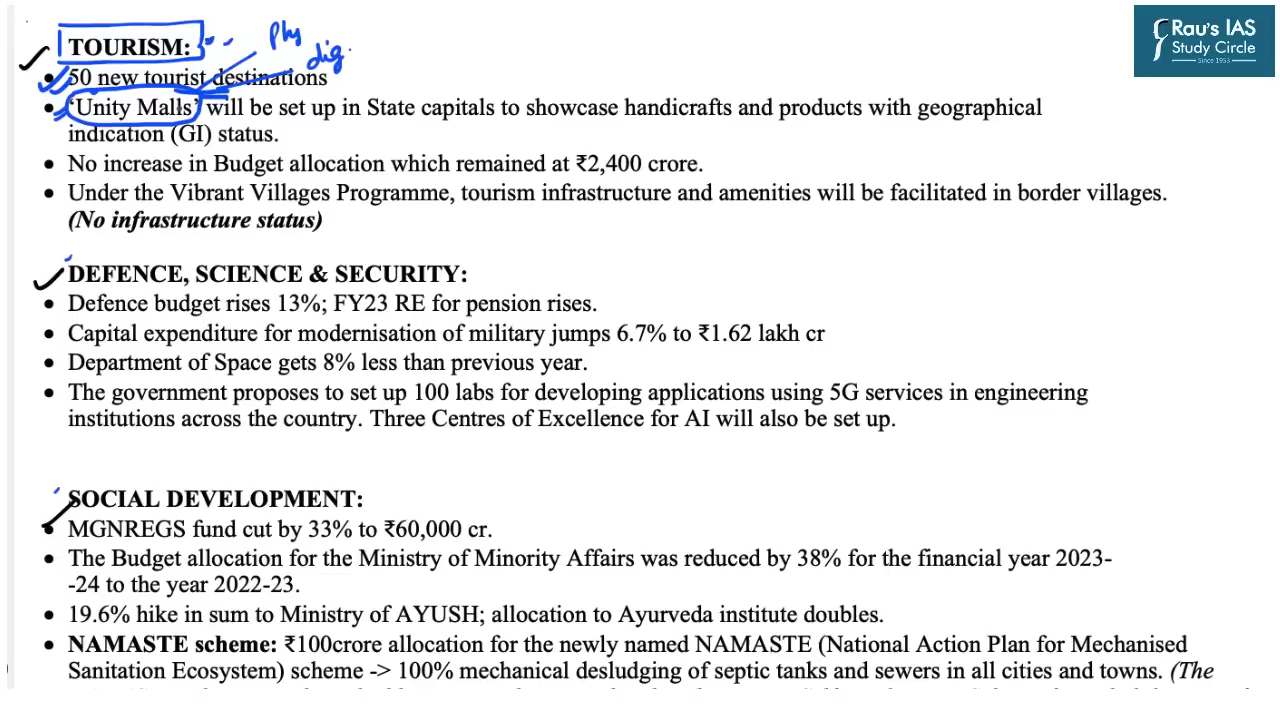 Rau's IAS
Study Circle
Since 1953
Phy
dig.
TOURISM:
• 50 new tourist destinations
• 'Unity Malls' will be set up in State capitals to showcase handicrafts and products with geographical
indication (GI) status.
• No increase in Budget allocation which remained at ₹2,400 crore.
• Under the Vibrant Villages Programme, tourism infrastructure and amenities will be facilitated in border villages.
(No infrastructure status)
DEFENCE, SCIENCE & SECURITY:
• Defence budget rises 13%; FY23 RE for pension rises.
• Capital expenditure for modernisation of military jumps 6.7% to ₹1.62 lakh cr
• Department of Space gets 8% less than previous year.
• The government proposes to set up 100 labs for developing applications using 5G services in engineering
institutions across the country. Three Centres of Excellence for AI will also be set up.
SOCIAL DEVELOPMENT:
• MGNREGS fund cut by 33% to ₹60,000 cr.
• The Budget allocation for the Ministry of Minority Affairs was reduced by 38% for the financial year 2023-
-24 to the year 2022-23.
• 19.6% hike in sum to Ministry of AYUSH; allocation to Ayurveda institute doubles.
• NAMASTE scheme: ₹100crore allocation for the newly named NAMASTE (National Action Plan for Mechanised
Sanitation Ecosystem) scheme -> 100% mechanical desludging of septic tanks and sewers in all cities and towns. (The